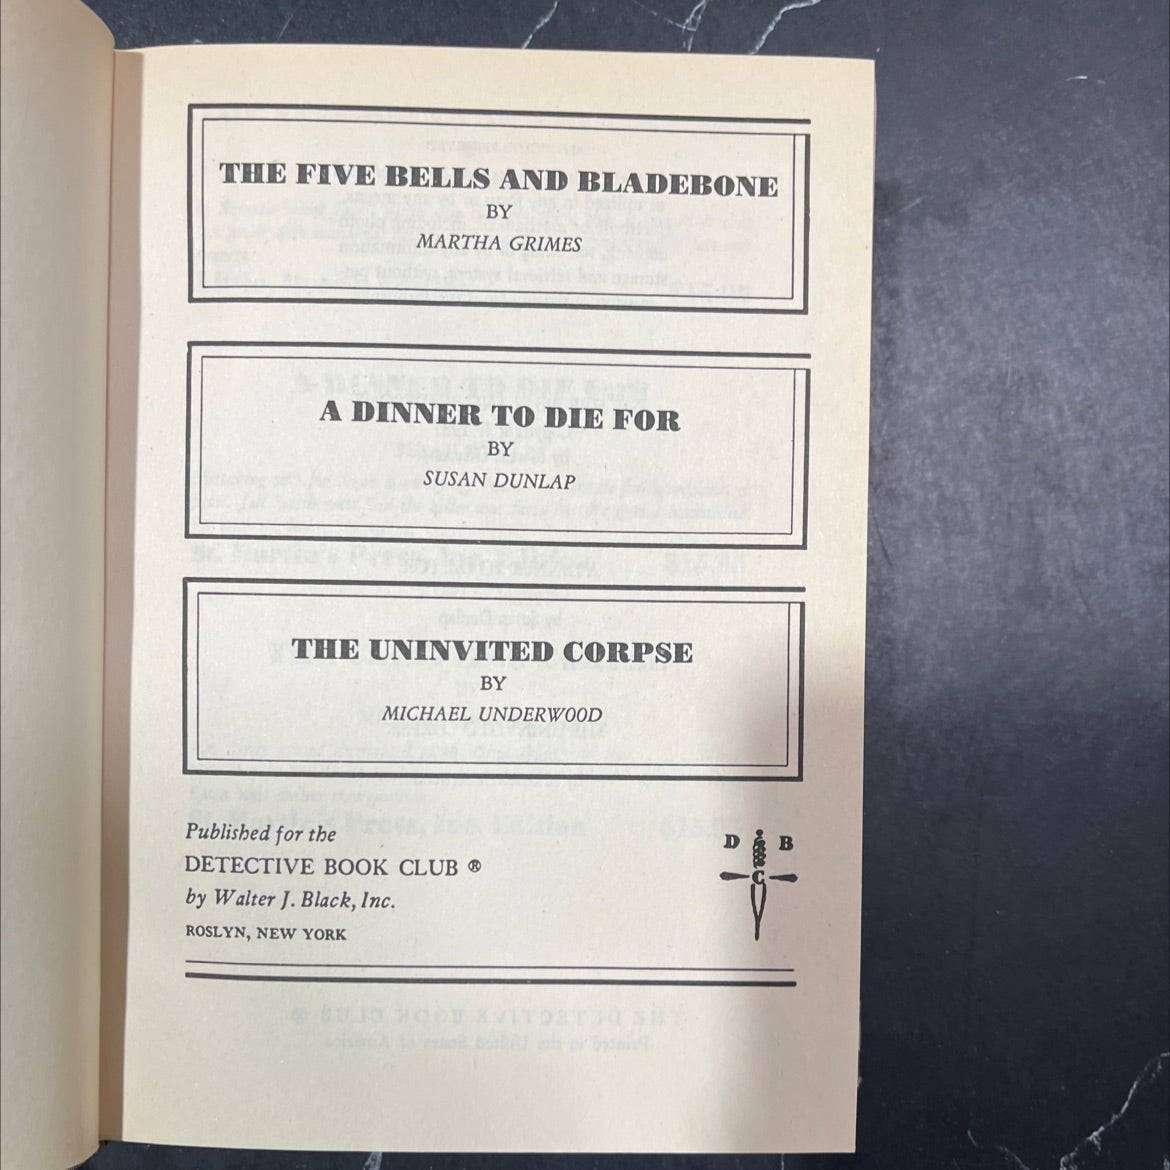 THE FIVE BELLS AND BLADEBONE
BY
MARTHA GRIMES
A DINNER TO DIE FOR
BY
SUSAN DUNLAP
THE UNINVITED CORPSE
BY
MICHAEL UNDERWOOD
Published for the
DETECTIVE BOOK CLUB ®
by Walter J. Black, Inc.
ROSLYN, NEW YORK
D B
C